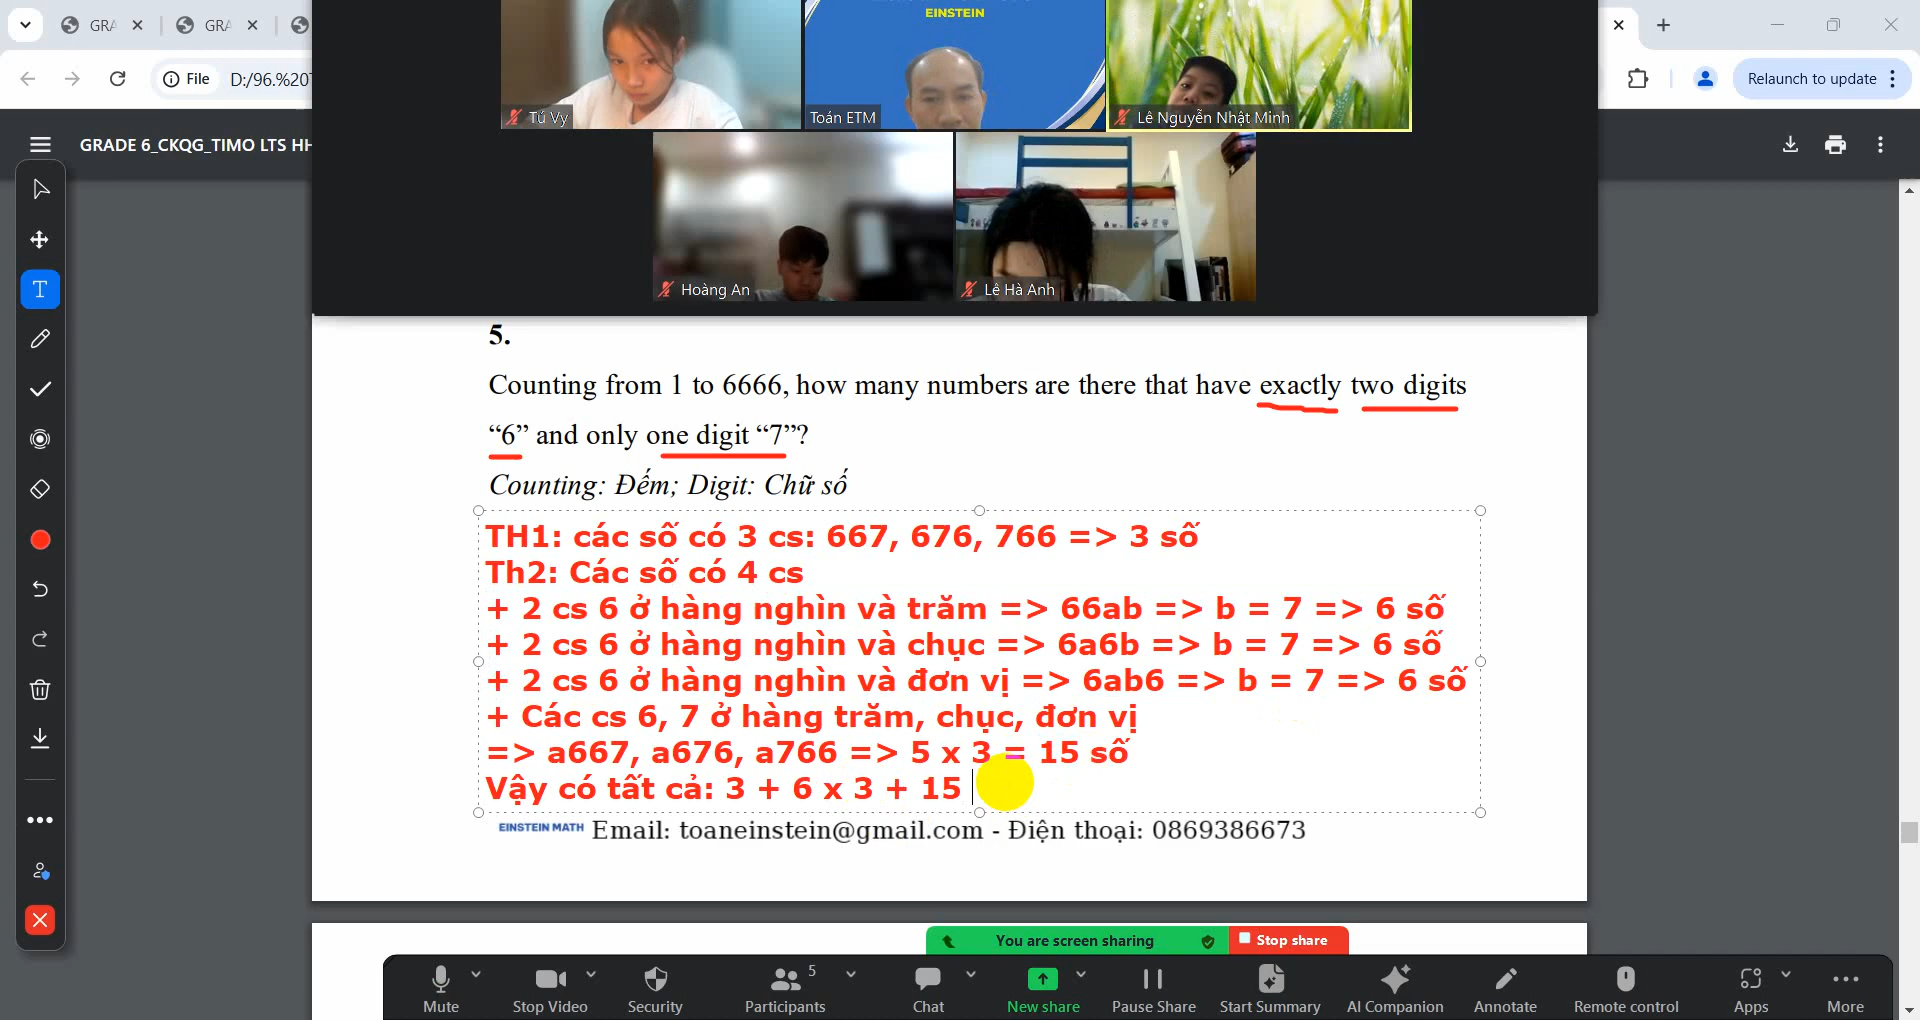 GRA
GRA
File
D:/96.%20
Relaunch to update
GRADE 6_CKQG_TIMO LTS HH
EINSTEIN
Tú Vy
Toán ETM
Lê Nguyễn Nhật Minh
Hoàng An
Lê Hà Anh
5.
Counting from 1 to 6666, how many numbers are there that have exactly two digits
“6” and only one digit “7”?
Counting: Đếm; Digit: Chữ số
TH1: các số có 3 cs: 667, 676, 766 => 3 số
Th2: Các số có 4 cs
+ 2 cs 6 ở hàng nghìn và trăm => 66ab => b = 7 => 6 số
+ 2 cs 6 ở hàng nghìn và chục => 6a6b => b = 7 => 6 số
+ 2 cs 6 ở hàng nghìn và đơn vị => 6ab6 => b = 7 => 6 số
+ Các cs 6, 7 ở hàng trăm, chục, đơn vị
=> a667, a676, a766 => 5 x 3 = 15 số
Vậy có tất cả: 3 + 6 x 3 + 15
EINSTEIN MATH Email: toaneinstein@gmail.com - Điện thoại: 0869386673
You are screen sharing
Stop share
Mute
Stop Video
Security
Participants
5
Chat
New share
Pause Share
Start Summary
AI Companion
Annotate
Remote control
Apps
More